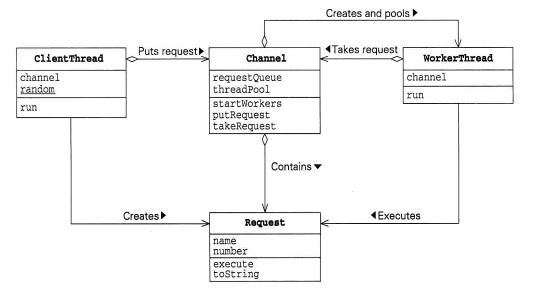 Creates and pools ▶
ClientThread
channel
random
run
Puts request▶
Channel
requestQueue
threadPool
startWorkers
putRequest
takeRequest
◀Takes request
WorkerThread
channel
run
Contains ▼
Creates▶
◀Executes
Request
name
number
execute
toString